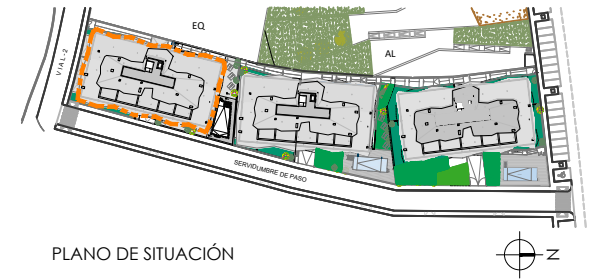 EQ
VIAL-2
AL
SERVIDUMBRE DE PASO
PLANO DE SITUACIÓN
N